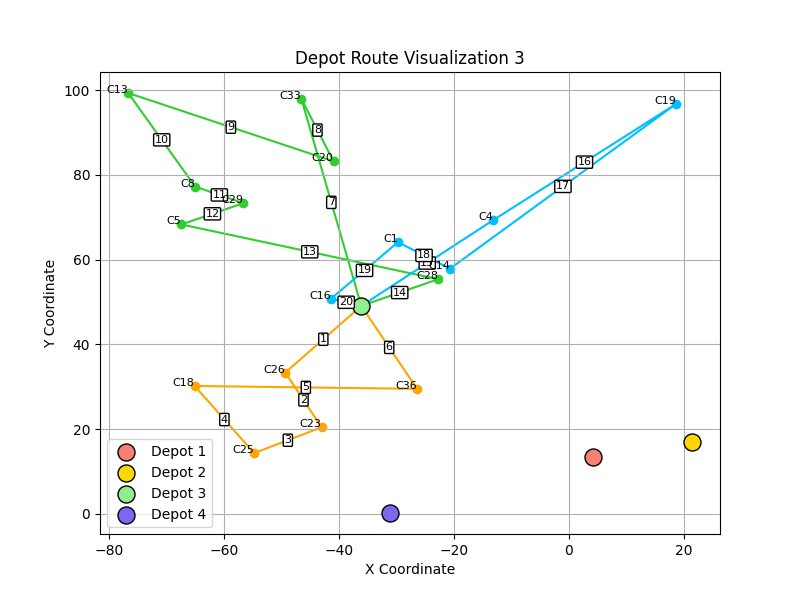 Depot Route Visualization 3
Y Coordinate
100
80
60
40
20
0
C13
C33
C19
9
8
10
C20
16
C8
11
C29
17
7
12
C5
C4
C1
13
18
15
C14
19
C28
14
C16
20
1
6
C26
C18
5
C36
2
4
C23
3
C25
Depot 1
Depot 2
Depot 3
Depot 4
−80
−60
−40
−20
0
20
X Coordinate